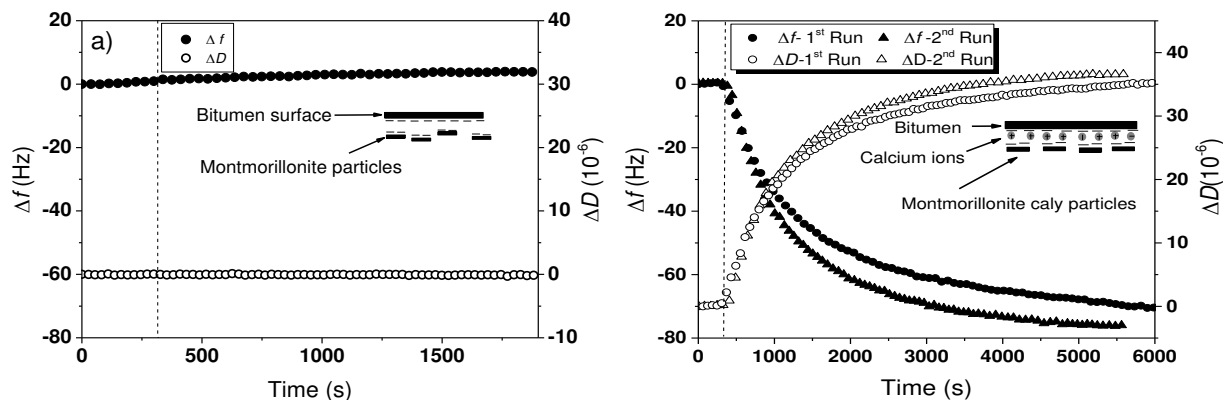 a)
Δf
ΔD
Bitumen surface
Montmorillonite particles
Δf (Hz)
20
0
-20
-40
-60
-80
ΔD (10⁻⁶)
40
30
20
10
0
-10
0 500 1000 1500
Time (s)
Δf- 1st Run Δf-2nd Run
ΔD-1st Run ΔD-2nd Run
Bitumen
Calcium ions
Montmorillonite caly particles
Δf (Hz)
20
0
-20
-40
-60
-80
ΔD(10⁻⁶)
40
30
20
10
0
0 1000 2000 3000 4000 5000 6000
Time (s)